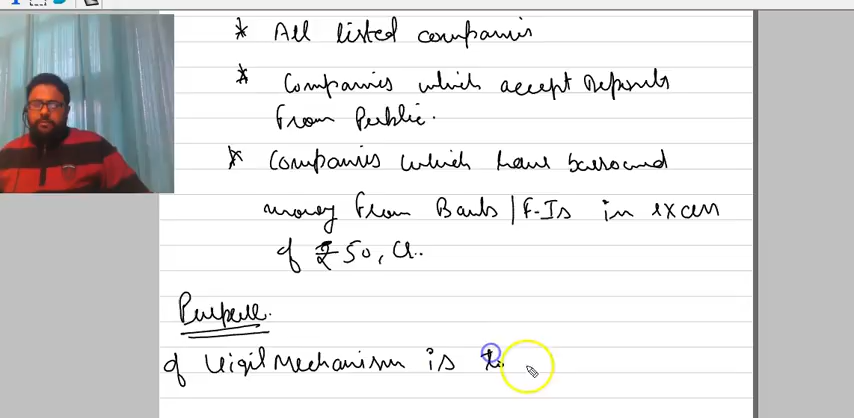 * All listed companies
* Companies which accept Deposits
from Public.
* Companies which have borrowed
money from Banks | F-Is in excess
of ₹ 50, Cr.
Purpose.
of Vigil Mechanism is to